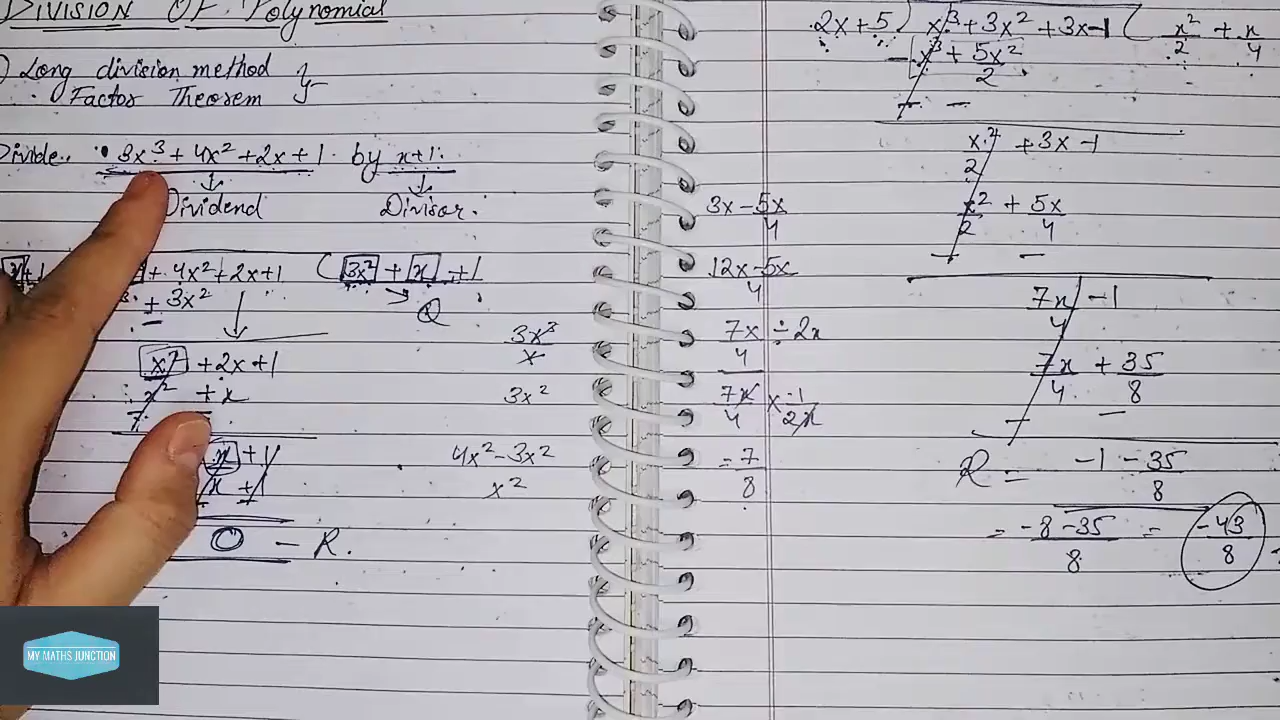 DIVISION OF Polynomial
) Long division method }
Factor Theorem
Divide. 3x³ + 4x² + 2x + 1 by x+1.
Dividend Divisor.
x+1 + 4x² + 2x + 1 ( 3x² + x + 1
+ 3x² Q
x² + 2x + 1
x² + x
x + 1
x + 1
0 - R.
3x³/x
3x²
4x² - 3x²
x²
2x+5 ) x³ + 3x² + 3x - 1 ( x²/2 + x/4
x³ + 5x²/2
x²/2 + 3x - 1
x²/2 + 5x/4
7x/4 - 1
7x/4 + 35/8
R = -1 - 35/8
= -8-35/8 = -43/8
3x - 5x/4
12x - 5x/4
7x/4 ÷ 2x
7x/4 × 1/2x
= 7/8
MY MATHS JUNCTION